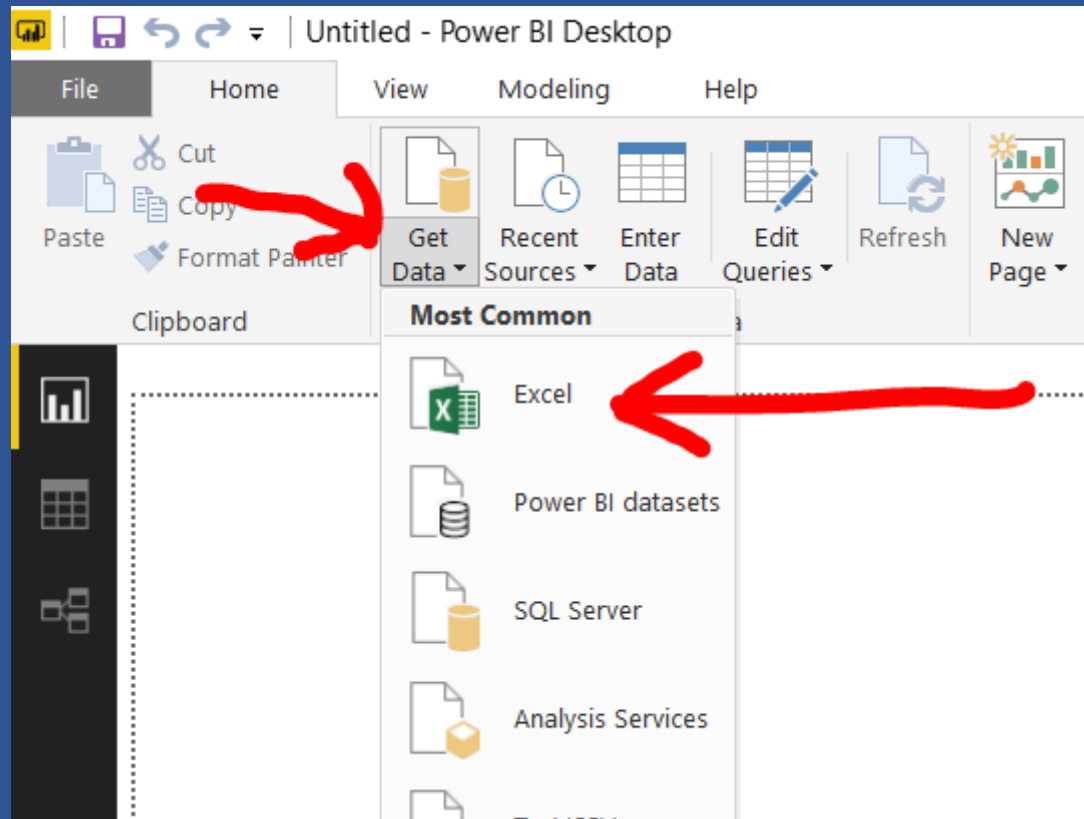 Untitled - Power BI Desktop
File Home View Modeling Help
Cut
Copy
Format Painter
Paste
Clipboard
Get Data
Recent Sources
Enter Data
Edit Queries
Refresh
New Page
Most Common
Excel
Power BI datasets
SQL Server
Analysis Services